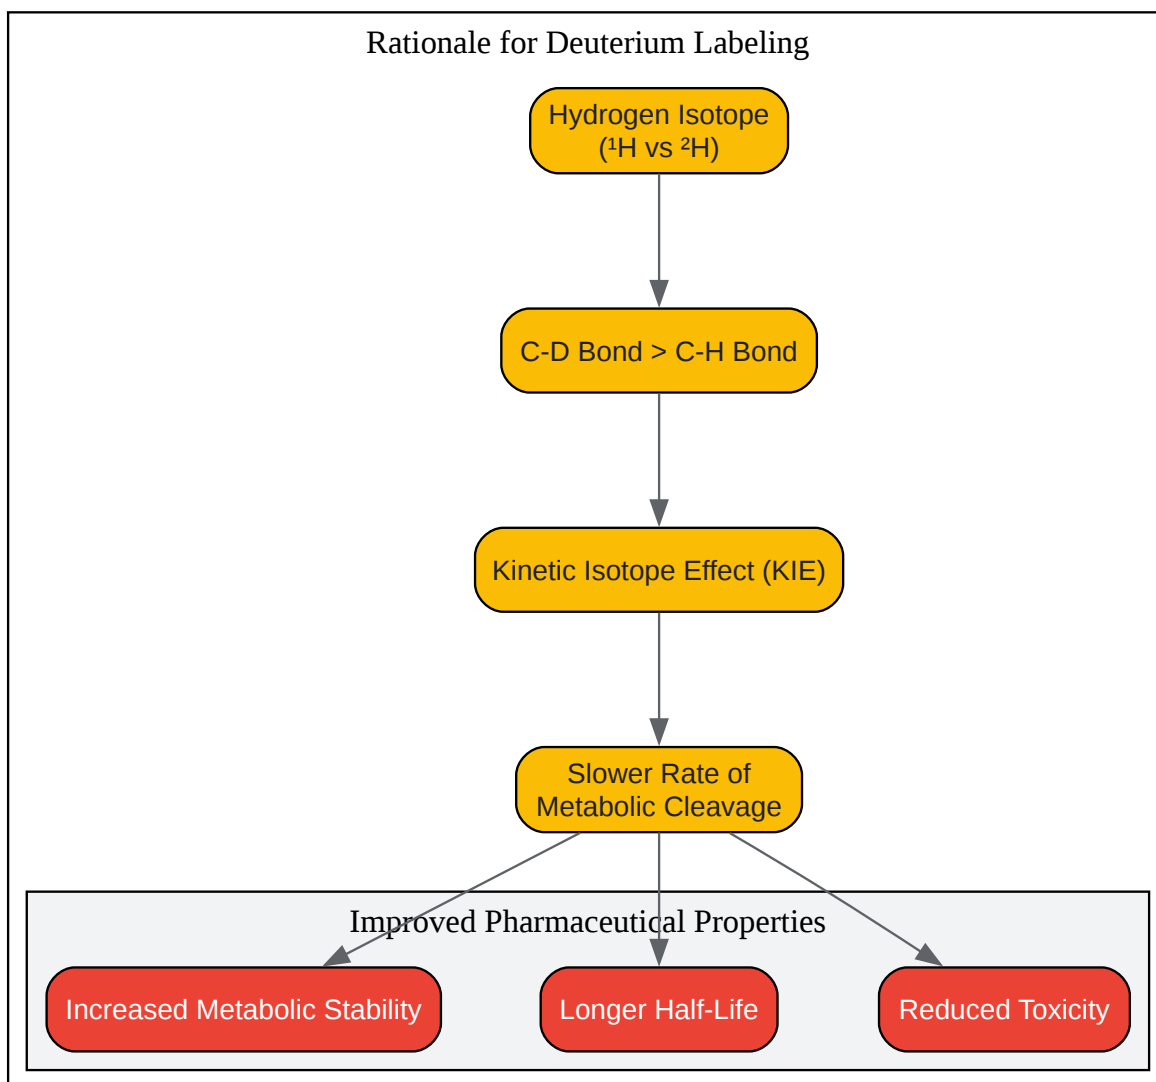 Rationale for Deuterium Labeling
Hydrogen Isotope
(¹H vs ²H)
C-D Bond > C-H Bond
Kinetic Isotope Effect (KIE)
Slower Rate of
Metabolic Cleavage
Improved Pharmaceutical Properties
Increased Metabolic Stability
Longer Half-Life
Reduced Toxicity